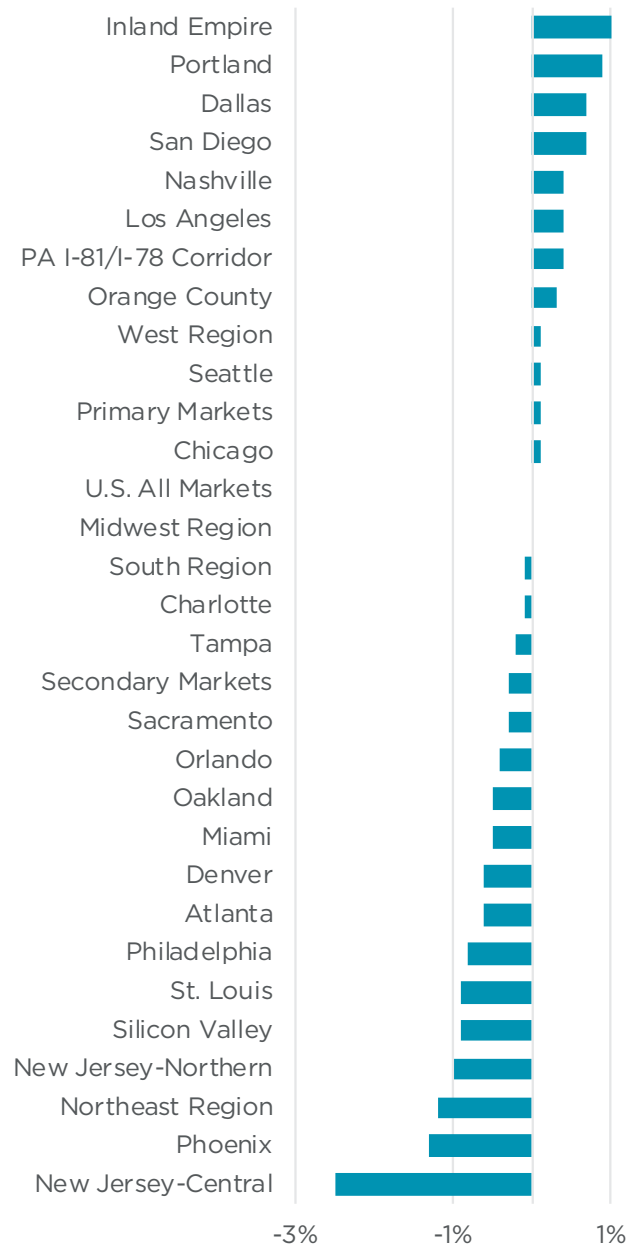 Inland Empire
Portland
Dallas
San Diego
Nashville
Los Angeles
PA I-81/I-78 Corridor
Orange County
West Region
Seattle
Primary Markets
Chicago
U.S. All Markets
Midwest Region
South Region
Charlotte
Tampa
Secondary Markets
Sacramento
Orlando
Oakland
Miami
Denver
Atlanta
Philadelphia
St. Louis
Silicon Valley
New Jersey-Northern
Northeast Region
Phoenix
New Jersey-Central
-3% -1% 1%